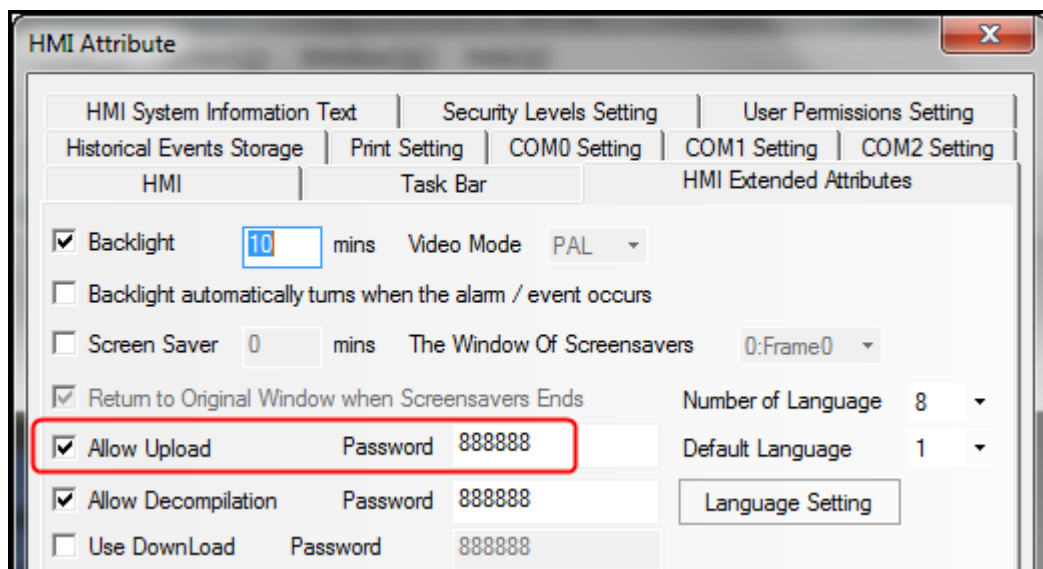 HMI Attribute
HMI System Information Text Security Levels Setting User Permissions Setting
Historical Events Storage Print Setting COM0 Setting COM1 Setting COM2 Setting
HMI Task Bar HMI Extended Attributes
Backlight 10 mins Video Mode PAL
Backlight automatically turns when the alarm / event occurs
Screen Saver 0 mins The Window Of Screensavers 0:Frame0
Return to Original Window when Screensavers Ends Number of Language 8
Allow Upload Password 888888 Default Language 1
Allow Decompilation Password 888888 Language Setting
Use DownLoad Password 888888